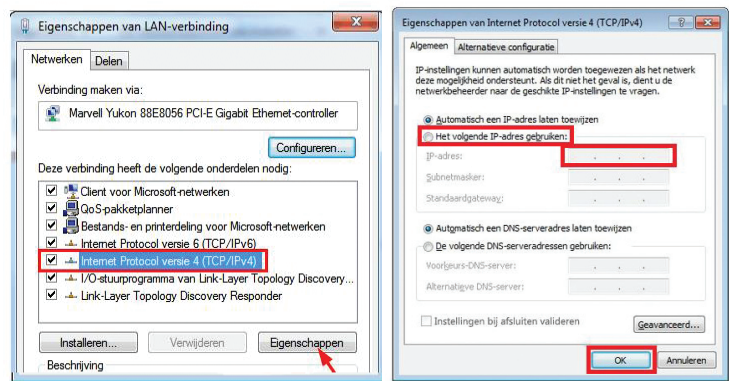 Eigenschappen van LAN-verbinding
Netwerken Delen
Verbinding maken via:
Marvell Yukon 88E8056 PCI-E Gigabit Ethernet-controller
Configureren...
Deze verbinding heeft de volgende onderdelen nodig:
Client voor Microsoft-netwerken
QoS-pakketplanner
Bestands- en printerdeling voor Microsoft-netwerken
Internet Protocol versie 6 (TCP/IPv6)
Internet Protocol versie 4 (TCP/IPv4)
I/O-stuurprogramma van Link-Layer Topology Discovery...
Link-Layer Topology Discovery Responder
Installeren... Verwijderen Eigenschappen
Beschrijving
Eigenschappen van Internet Protocol versie 4 (TCP/IPv4)
Algemeen Alternatieve configuratie
IP-instellingen kunnen automatisch worden toegewezen als het netwerk
deze mogelijkheid ondersteunt. Als dit niet het geval is, dient u de
netwerkbeheerder naar de geschikte IP-instellingen te vragen.
Automatisch een IP-adres laten toewijzen
Het volgende IP-adres gebruiken:
IP-adres: . . .
Subnetmasker: . . .
Standaardgateway: . . .
Automatisch een DNS-serveradres laten toewijzen
De volgende DNS-serveradressen gebruiken:
Voorkeurs-DNS-server: . . .
Alternatieve DNS-server: . . .
Instellingen bij afsluiten valideren
Geavanceerd...
OK Annuleren